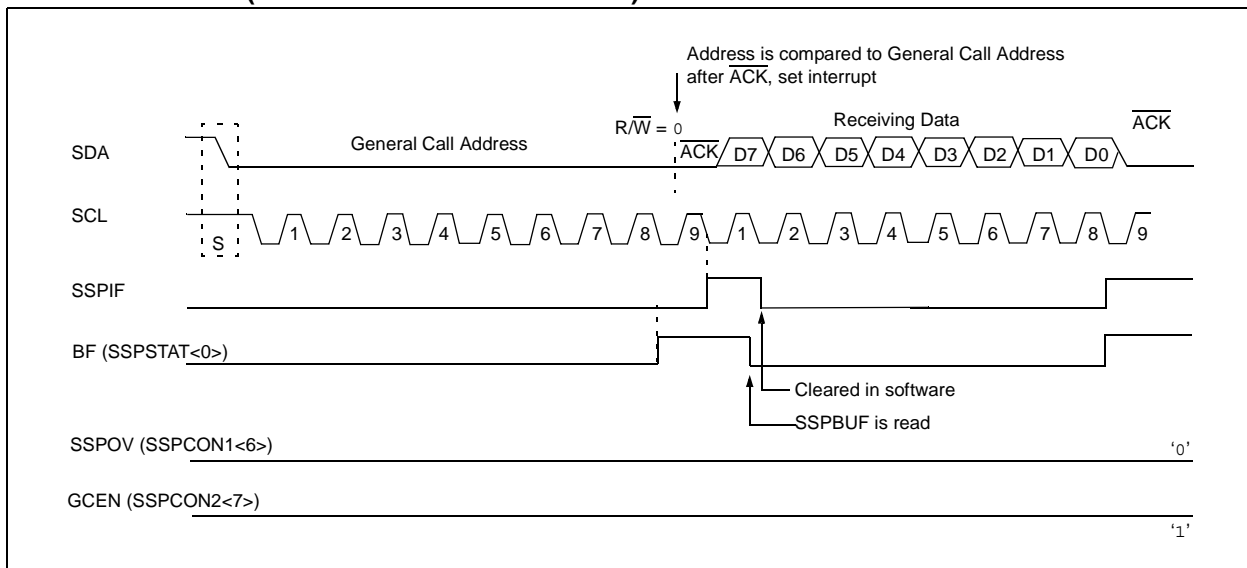 Address is compared to General Call Address
after ACK, set interrupt
R/W = 0
Receiving Data
ACK
SDA
General Call Address
ACK
D7 D6 D5 D4 D3 D2 D1 D0
SCL
S
1 2 3 4 5 6 7 8 9 1 2 3 4 5 6 7 8 9
SSPIF
BF (SSPSTAT<0>)
Cleared in software
SSPBUF is read
SSPOV (SSPCON1<6>)
‘0’
GCEN (SSPCON2<7>)
‘1’